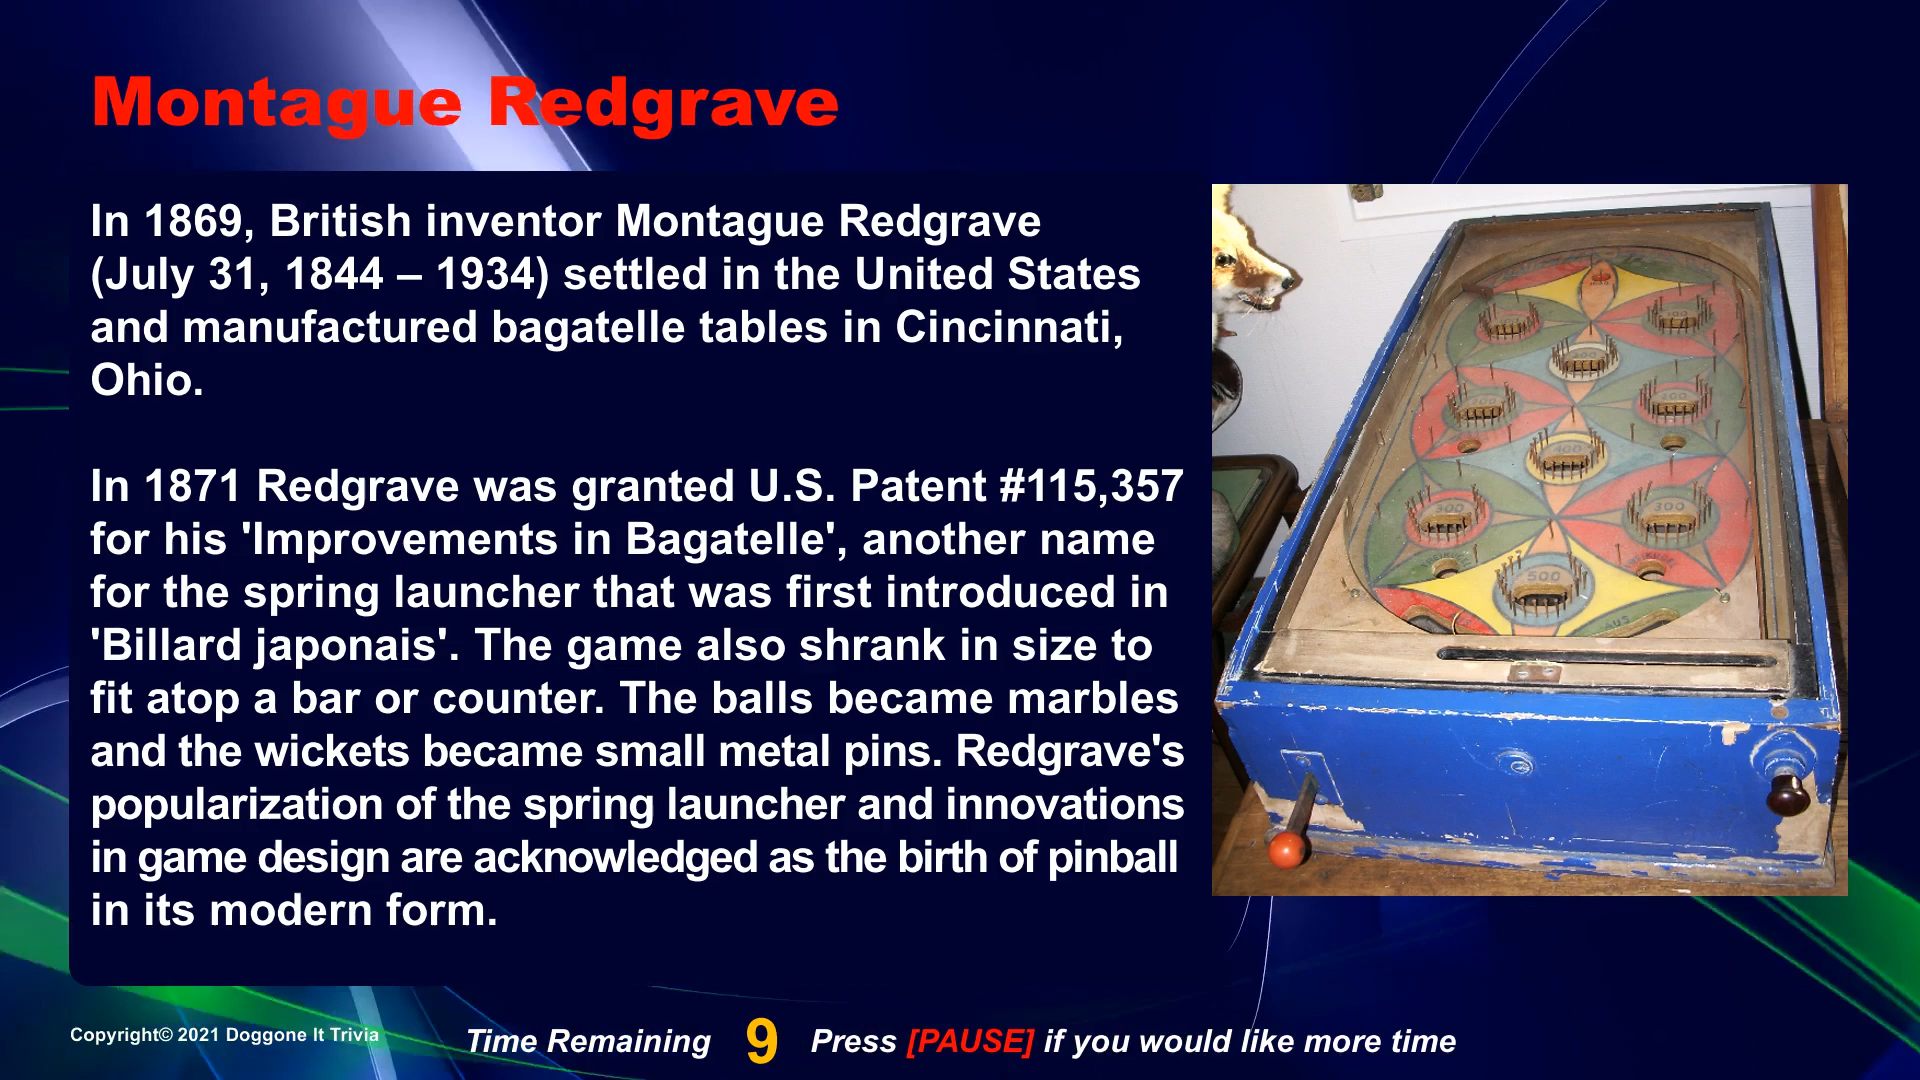 Montague Redgrave
In 1869, British inventor Montague Redgrave
(July 31, 1844 – 1934) settled in the United States
and manufactured bagatelle tables in Cincinnati,
Ohio.
In 1871 Redgrave was granted U.S. Patent #115,357
for his 'Improvements in Bagatelle', another name
for the spring launcher that was first introduced in
'Billard japonais'. The game also shrank in size to
fit atop a bar or counter. The balls became marbles
and the wickets became small metal pins. Redgrave's
popularization of the spring launcher and innovations
in game design are acknowledged as the birth of pinball
in its modern form.
300
300
500
Copyright© 2021 Doggone It Trivia
Time Remaining 9 Press [PAUSE] if you would like more time